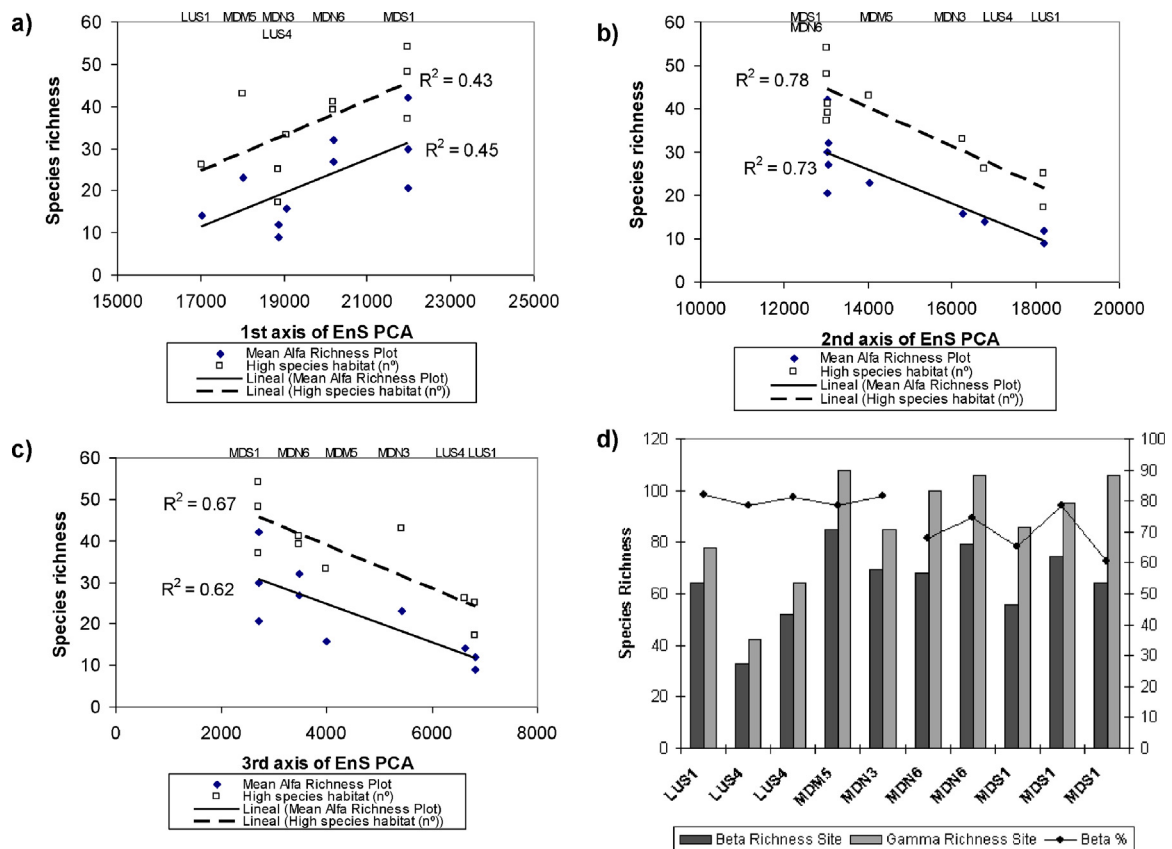 a)
LUS1 MDM5 MDN3 MDN6 MDS1
LUS4
Species richness
60
50
40
30
20
10
0
R² = 0.43
R² = 0.45
15000 17000 19000 21000 23000 25000
1st axis of EnS PCA
Mean Alfa Richness Plot
High species habitat (nº)
Lineal (Mean Alfa Richness Plot)
Lineal (High species habitat (nº))
b)
MDS1 MDM5 MDN3 LUS4 LUS1
MDN6
Species richness
60
50
40
30
20
10
0
R² = 0.78
R² = 0.73
10000 12000 14000 16000 18000 20000
2nd axis of EnS PCA
Mean Alfa Richness Plot
High species habitat (nº)
Lineal (Mean Alfa Richness Plot)
Lineal (High species habitat (nº))
c)
MDS1 MDN6 MDM5 MDN3 LUS4 LUS1
Species richness
60
50
40
30
20
10
0
R² = 0.67
R² = 0.62
0 2000 4000 6000 8000
3rd axis of EnS PCA
Mean Alfa Richness Plot
High species habitat (nº)
Lineal (Mean Alfa Richness Plot)
Lineal (High species habitat (nº))
d)
Species Richness
120
100
80
60
40
20
0
100
90
80
70
60
50
40
30
20
10
0
LUS1 LUS4 LUS4 MDM5 MDN3 MDN6 MDN6 MDS1 MDS1 MDS1
Beta Richness Site Gamma Richness Site Beta %